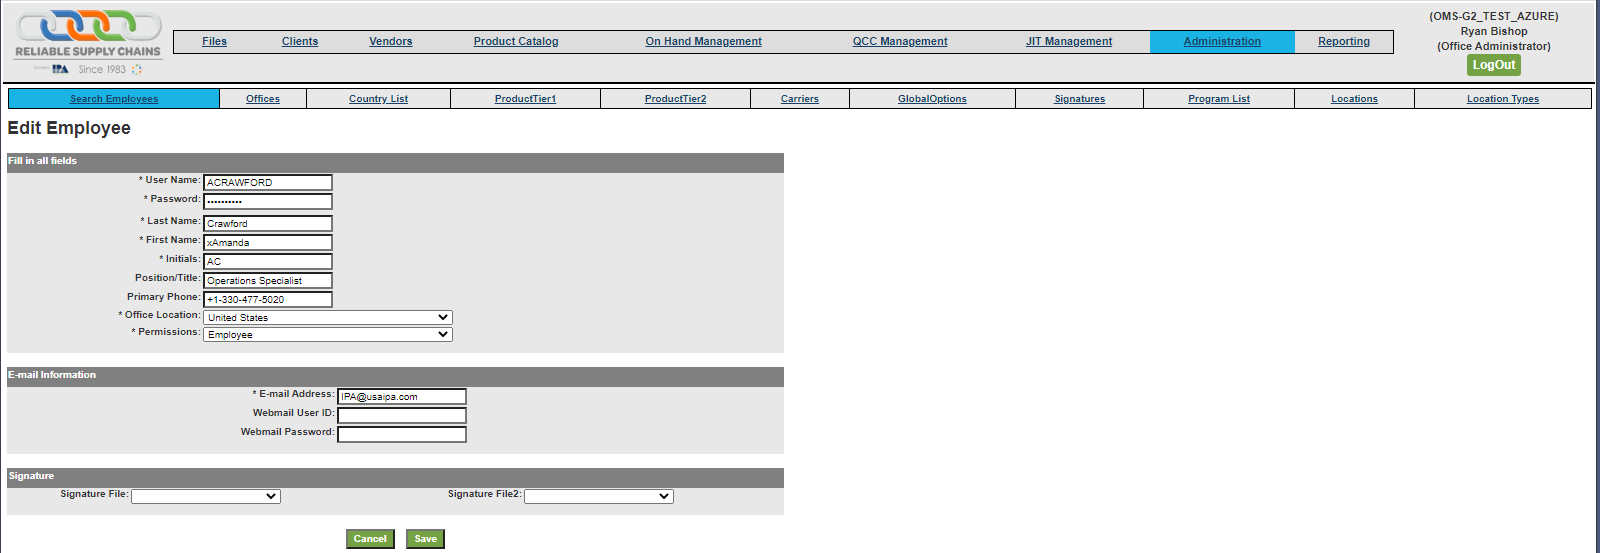 RELIABLE SUPPLY CHAINS
IPA Since 1983
Files Clients Vendors Product Catalog On Hand Management QCC Management JIT Management Administration Reporting
(OMS-G2_TEST_AZURE)
Ryan Bishop
(Office Administrator)
LogOut
Search Employees Offices Country List ProductTier1 ProductTier2 Carriers GlobalOptions Signatures Program List Locations Location Types
Edit Employee
Fill in all fields
* User Name: ACRAWFORD
* Password: ••••••••••
* Last Name: Crawford
* First Name: xAmanda
* Initials: AC
Position/Title: Operations Specialist
Primary Phone: +1-330-477-5020
* Office Location: United States
* Permissions: Employee
E-mail Information
* E-mail Address: IPA@usaipa.com
Webmail User ID:
Webmail Password:
Signature
Signature File: Signature File2:
Cancel Save